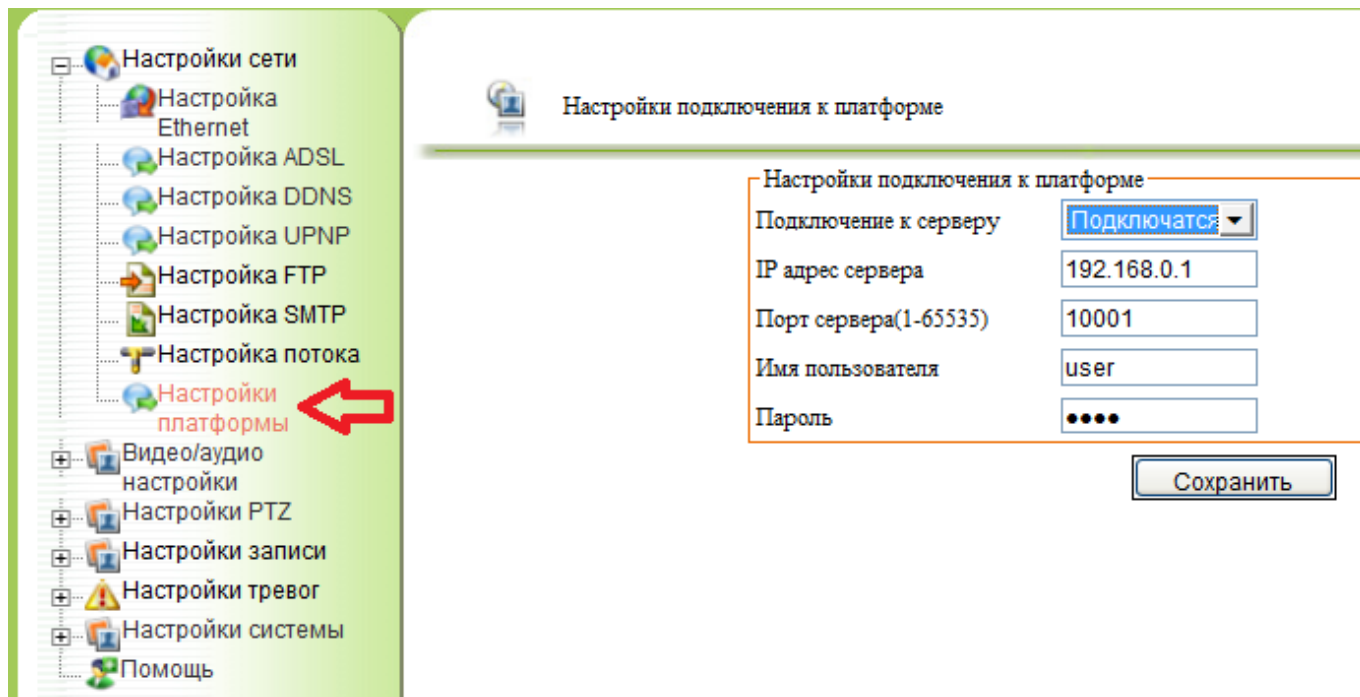 Настройки сети
Настройка
Ethernet
Настройка ADSL
Настройка DDNS
Настройка UPNP
Настройка FTP
Настройка SMTP
Настройка потока
Настройки
платформы
Видео/аудио
настройки
Настройки PTZ
Настройки записи
Настройки тревог
Настройки системы
Помощь
Настройки подключения к платформе
Настройки подключения к платформе
Подключение к серверу Подключатся
IP адрес сервера 192.168.0.1
Порт сервера(1-65535) 10001
Имя пользователя user
Пароль ●●●●
Сохранить